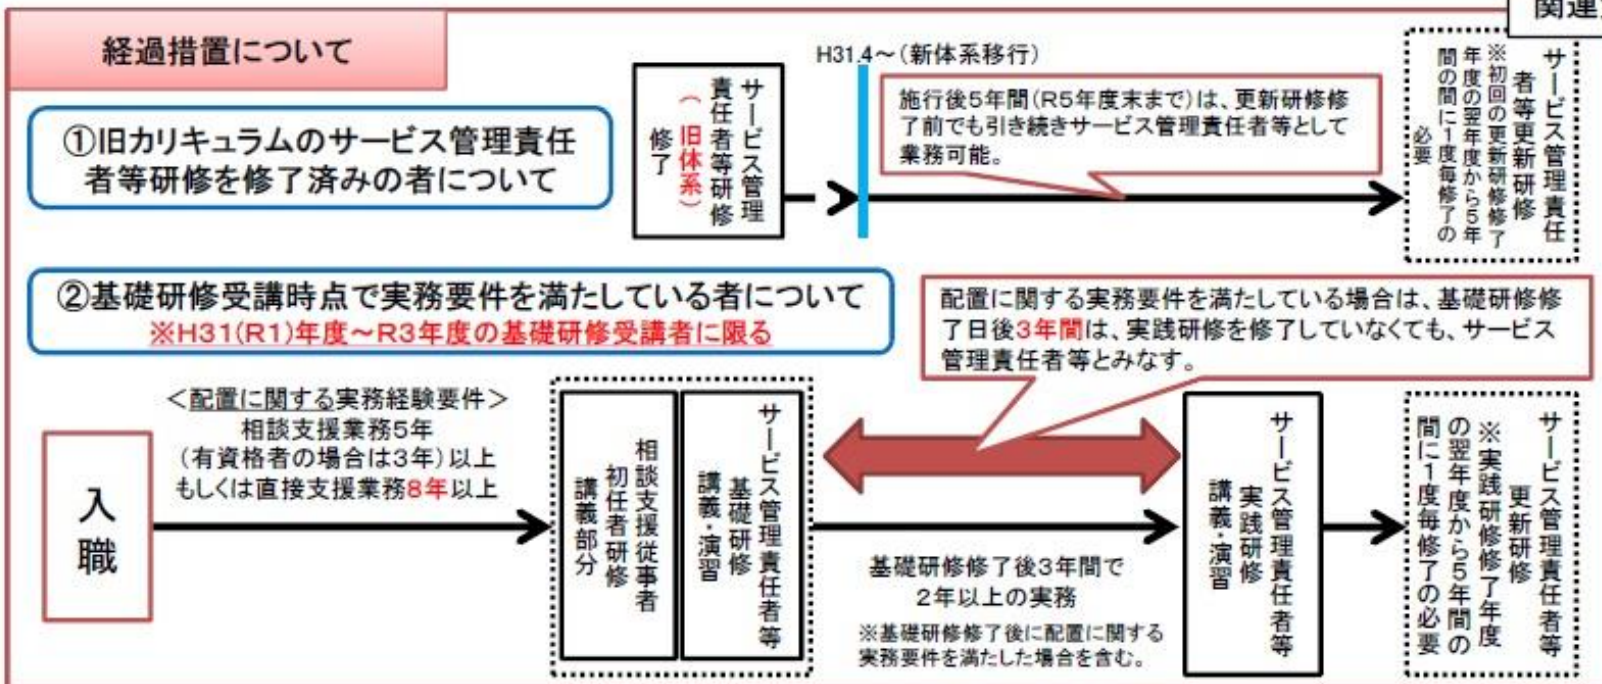 関連
経過措置について
H31.4～(新体系移行)
①旧カリキュラムのサービス管理責任
者等研修を修了済みの者について
サービス管理
責任者等研修
(旧体系)
修了
施行後5年間(R5年度末まで)は、更新研修修
了前でも引き続きサービス管理責任者等として
業務可能。
サービス管理責任
者等更新研修
※初回の更新研修修了
年度の翌年度から5年
間の間に1度毎修了の
必要
②基礎研修受講時点で実務要件を満たしている者について
※H31(R1)年度～R3年度の基礎研修受講者に限る
配置に関する実務要件を満たしている場合は、基礎研修修
了日後3年間は、実践研修を修了していなくても、サービス
管理責任者等とみなす。
入職
＜配置に関する実務経験要件＞
相談支援業務5年
(有資格者の場合は3年)以上
もしくは直接支援業務8年以上
相談支援従事者
初任者研修
講義部分
サービス管理責任者等
基礎研修
講義・演習
基礎研修修了後3年間で
2年以上の実務
※基礎研修修了後に配置に関する
実務要件を満たした場合を含む。
サービス管理責任者等
実践研修
講義・演習
サービス管理責任者等
更新研修
※実践研修修了年度
の翌年度から5年間の
間に1度毎修了の必要